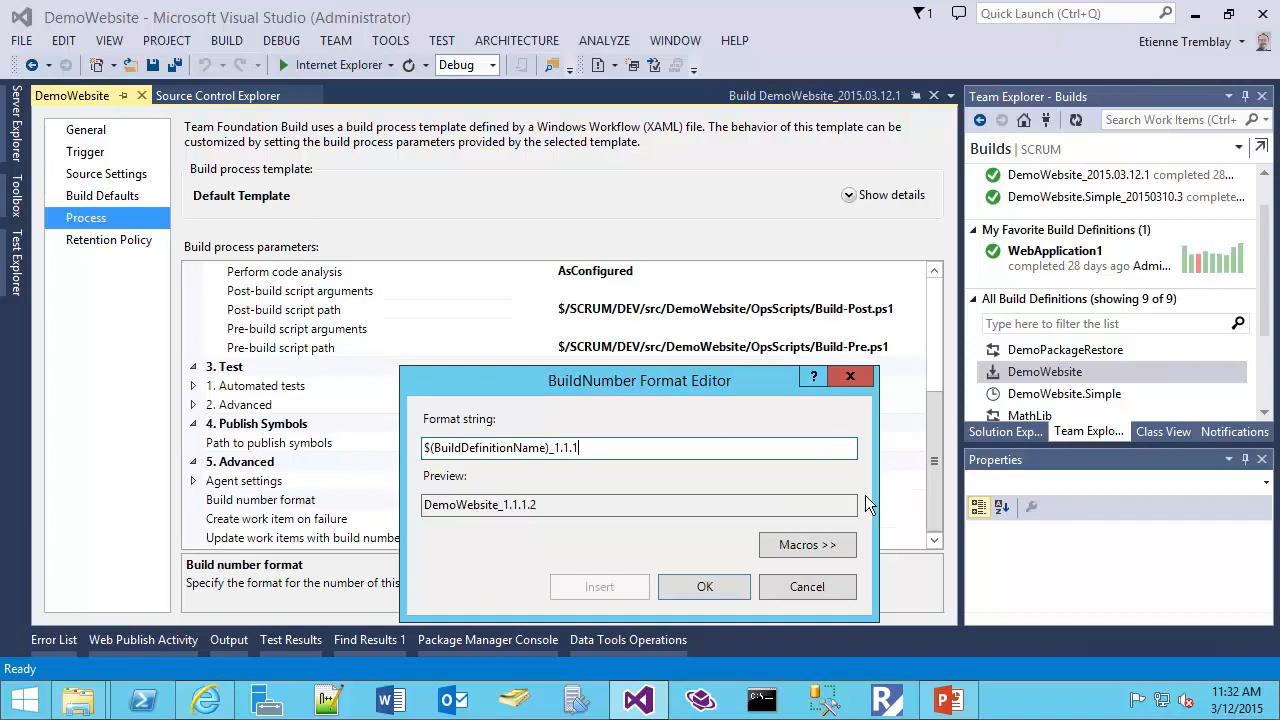 DemoWebsite - Microsoft Visual Studio (Administrator)
1
Quick Launch (Ctrl+Q)
FILE EDIT VIEW PROJECT BUILD DEBUG TEAM TOOLS TEST ARCHITECTURE ANALYZE WINDOW HELP
Etienne Tremblay
Internet Explorer
Debug
Server Explorer
Toolbox
Test Explorer
DemoWebsite
Source Control Explorer
Build DemoWebsite_2015.03.12.1
General
Trigger
Source Settings
Build Defaults
Process
Retention Policy
Team Foundation Build uses a build process template defined by a Windows Workflow (XAML) file. The behavior of this template can be
customized by setting the build process parameters provided by the selected template.
Build process template:
Default Template
Show details
Build process parameters:
Perform code analysis AsConfigured
Post-build script arguments
Post-build script path $/SCRUM/DEV/src/DemoWebsite/OpsScripts/Build-Post.ps1
Pre-build script arguments
Pre-build script path $/SCRUM/DEV/src/DemoWebsite/OpsScripts/Build-Pre.ps1
3. Test
1. Automated tests
2. Advanced
4. Publish Symbols
Path to publish symbols
5. Advanced
Agent settings
Build number format
Create work item on failure
Update work items with build numbe
Build number format
Specify the format for the number of this
BuildNumber Format Editor
?
Format string:
$(BuildDefinitionName)_1.1.1
Preview:
DemoWebsite_1.1.1.2
Macros >>
Insert
OK
Cancel
Team Explorer - Builds
Search Work Items (Ctrl+
Builds | SCRUM
DemoWebsite_2015.03.12.1 completed 28...
DemoWebsite.Simple_20150310.3 complete...
My Favorite Build Definitions (1)
WebApplication1
completed 28 days ago Admi...
All Build Definitions (showing 9 of 9)
Type here to filter the list
DemoPackageRestore
DemoWebsite
DemoWebsite.Simple
MathLib
Solution Exp... Team Explo... Class View Notifications
Properties
Error List Web Publish Activity Output Test Results Find Results 1 Package Manager Console Data Tools Operations
Ready
11:32 AM
3/12/2015